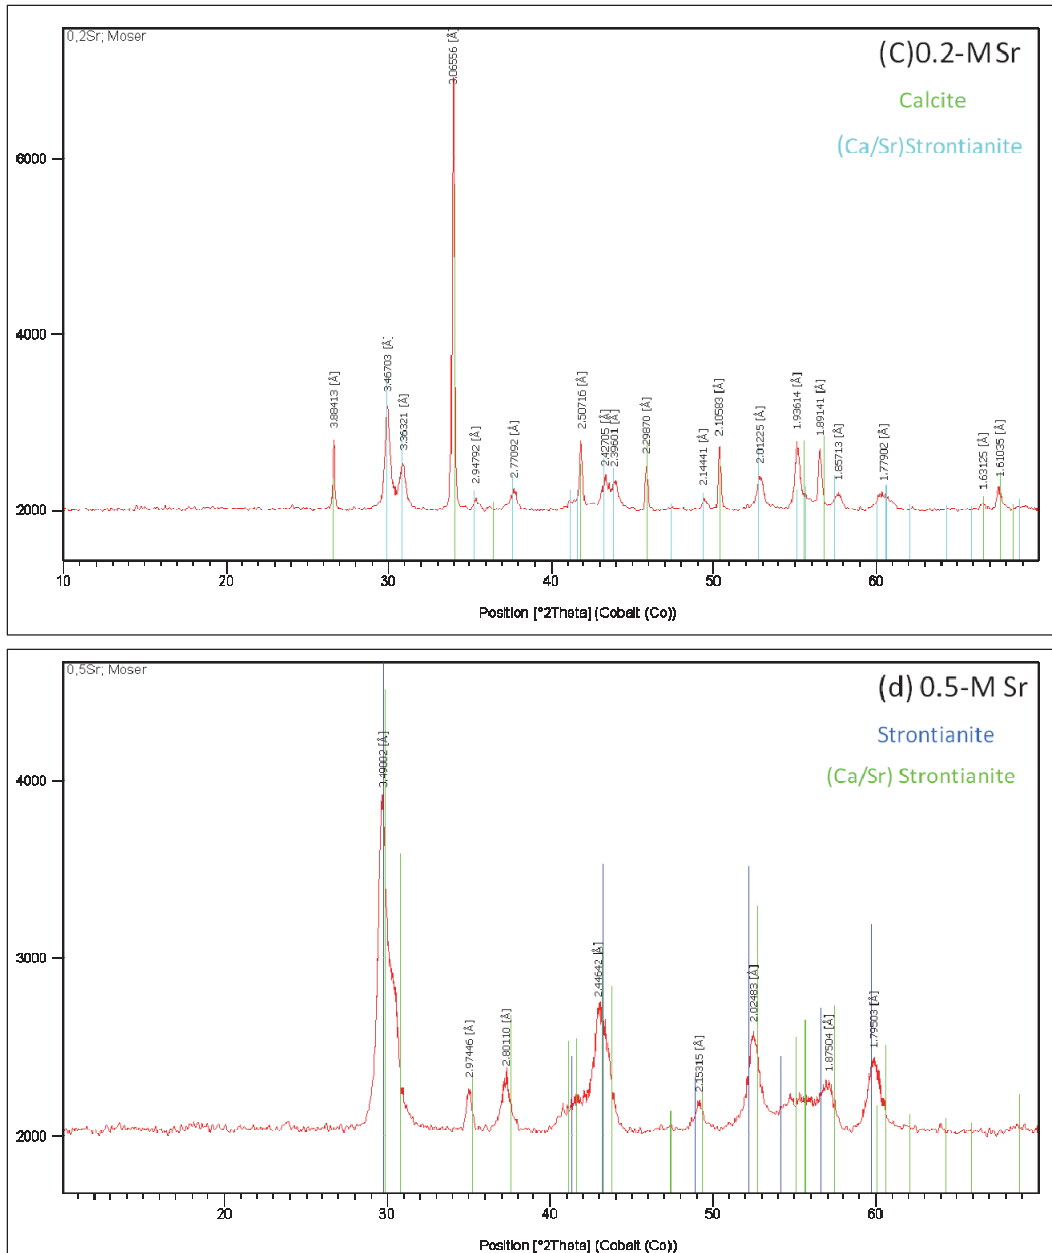 0,2Sr; Moser
(C)0.2-M Sr
Calcite
(Ca/Sr)Strontianite
3.88413 [Å]
3.46703 [Å]
3.36321 [Å]
3.06556 [Å]
2.94792 [Å]
2.77092 [Å]
2.50716 [Å]
2.42705 [Å]
2.39601 [Å]
2.29870 [Å]
2.14441 [Å]
2.10583 [Å]
2.01225 [Å]
1.93614 [Å]
1.89141 [Å]
1.85713 [Å]
1.77902 [Å]
1.63125 [Å]
1.61035 [Å]
6000
4000
2000
10 30 40 50 60
Position [°2Theta] (Cobalt (Co))
0,5Sr; Moser
(d) 0.5-M Sr
Strontianite
(Ca/Sr) Strontianite
3.49002 [Å]
2.97446 [Å]
2.80110 [Å]
2.44642 [Å]
2.15315 [Å]
2.02483 [Å]
1.87504 [Å]
1.79503 [Å]
4000
3000
2000
20 30 40 50 60
Position [°2Theta] (Cobalt (Co))